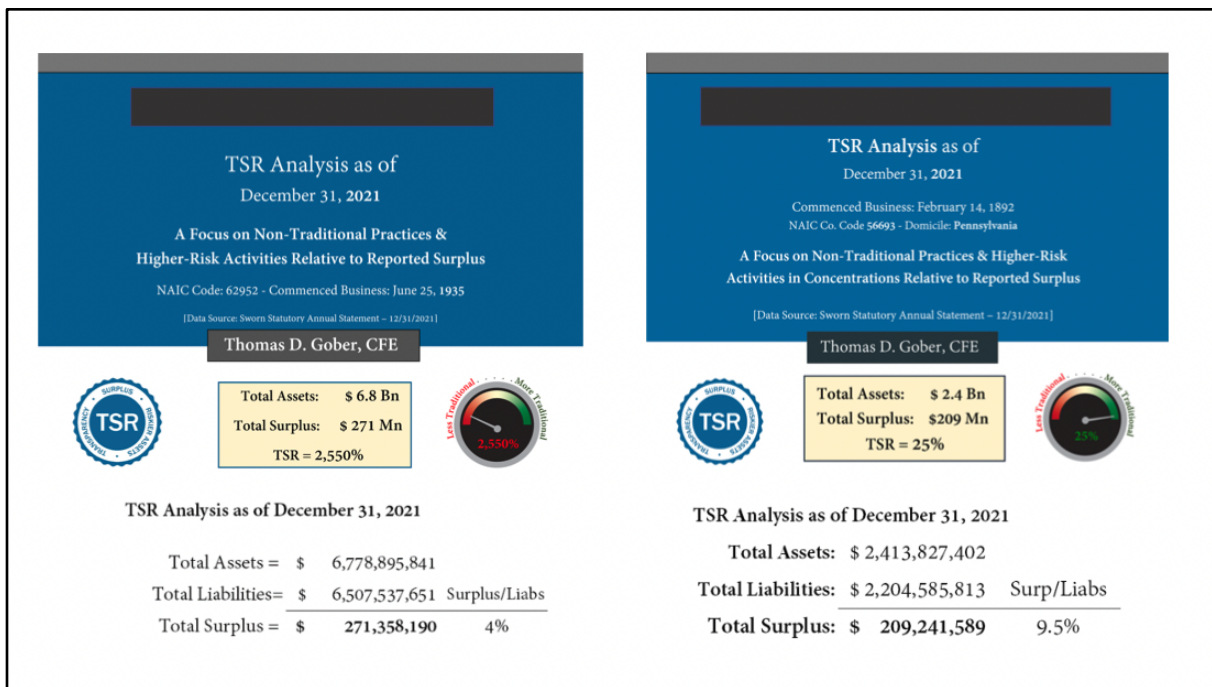 TSR Analysis as of
December 31, 2021
A Focus on Non-Traditional Practices &
Higher-Risk Activities Relative to Reported Surplus
NAIC Code: 62952 - Commenced Business: June 25, 1935
[Data Source: Sworn Statutory Annual Statement – 12/31/2021]
Thomas D. Gober, CFE
SURPLUS
TRANSPARENCY
RISKIER ASSETS
TSR
Total Assets: $ 6.8 Bn
Total Surplus: $ 271 Mn
TSR = 2,550%
Less Traditional . . . . . More Traditional
2,550%
TSR Analysis as of December 31, 2021
Total Assets = $ 6,778,895,841
Total Liabilities= $ 6,507,537,651 Surplus/Liabs
Total Surplus = $ 271,358,190 4%
TSR Analysis as of
December 31, 2021
Commenced Business: February 14, 1892
NAIC Co. Code 56693 - Domicile: Pennsylvania
A Focus on Non-Traditional Practices & Higher-Risk
Activities in Concentrations Relative to Reported Surplus
[Data Source: Sworn Statutory Annual Statement – 12/31/2021]
Thomas D. Gober, CFE
SURPLUS
TRANSPARENCY
RISKIER ASSETS
TSR
Total Assets: $ 2.4 Bn
Total Surplus: $209 Mn
TSR = 25%
Less Traditional . . . . . More Traditional
25%
TSR Analysis as of December 31, 2021
Total Assets: $ 2,413,827,402
Total Liabilities: $ 2,204,585,813 Surp/Liabs
Total Surplus: $ 209,241,589 9.5%